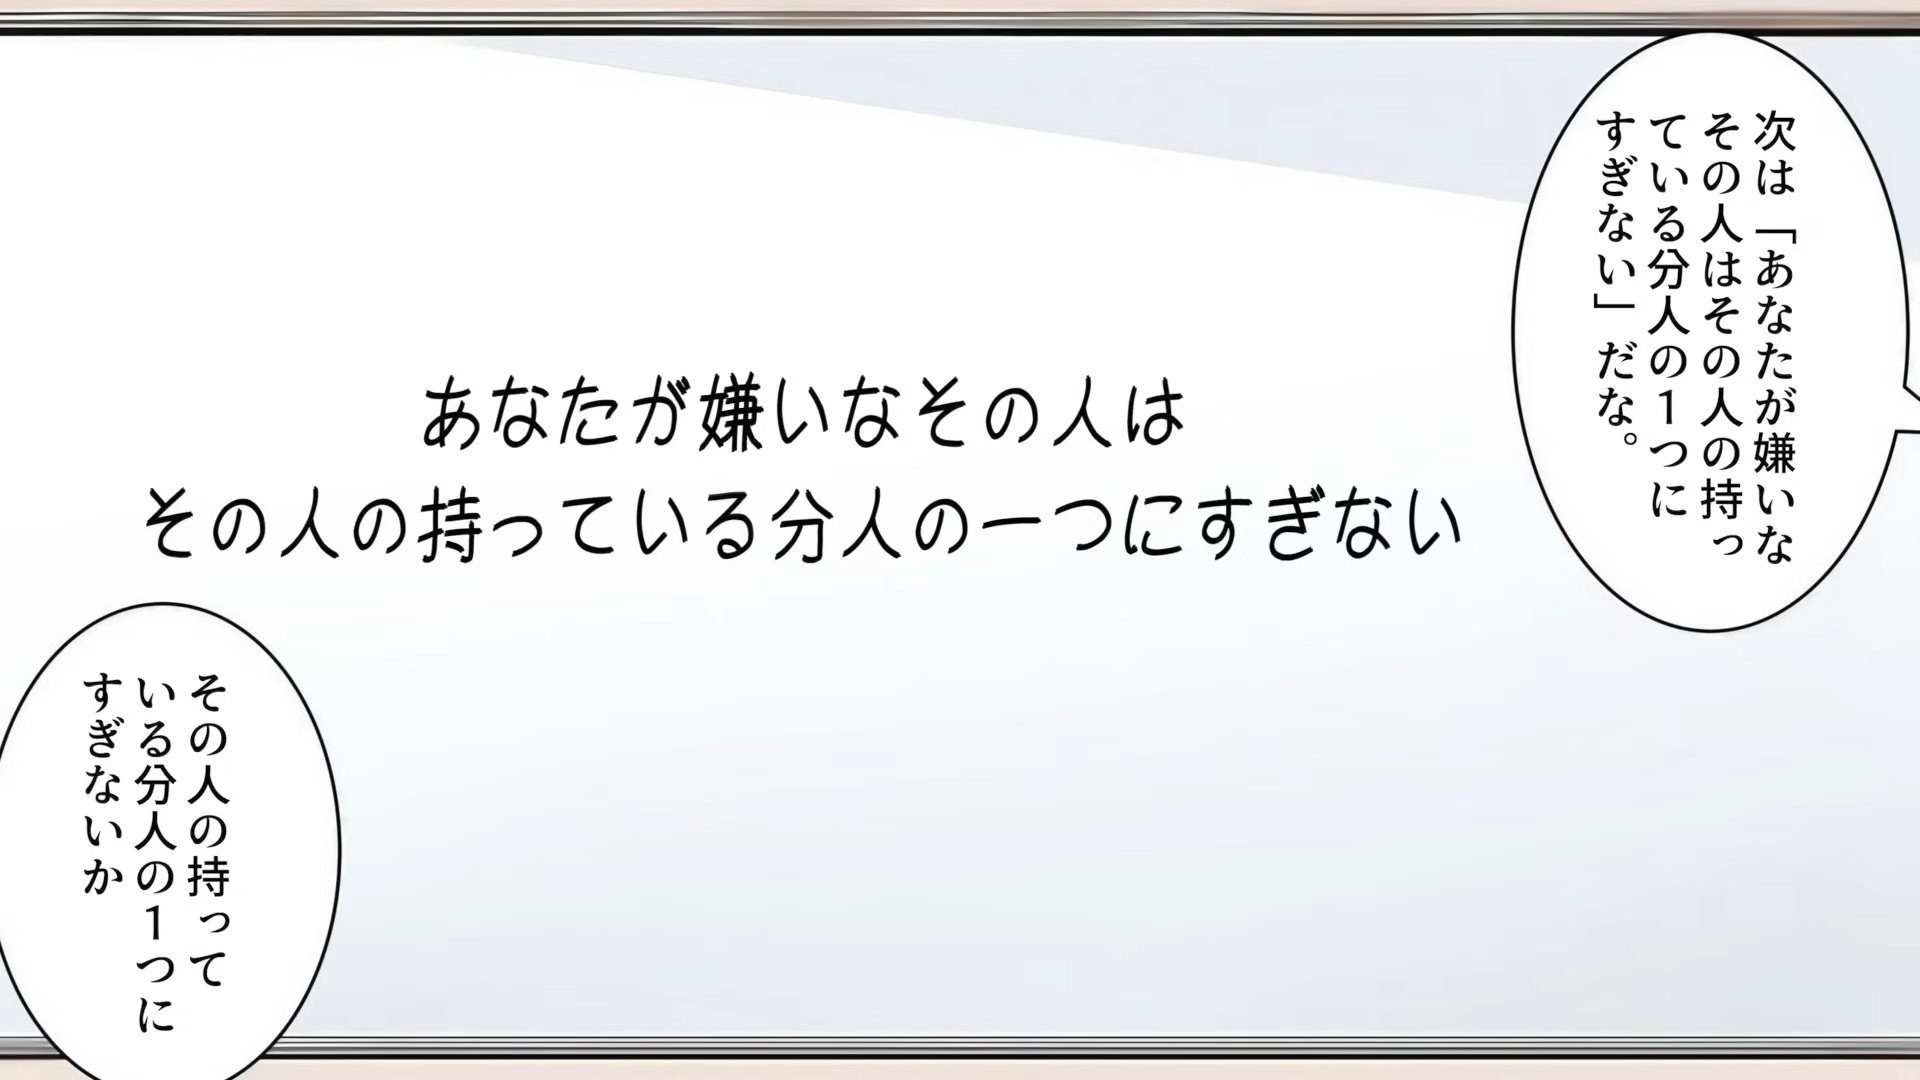 次は「あなたが嫌いな
その人はその人の持っ
ている分人の1つに
すぎない」だな。
あなたが嫌いなその人は
その人の持っている分人の一つにすぎない
その人の持って
いる分人の1つに
すぎないか